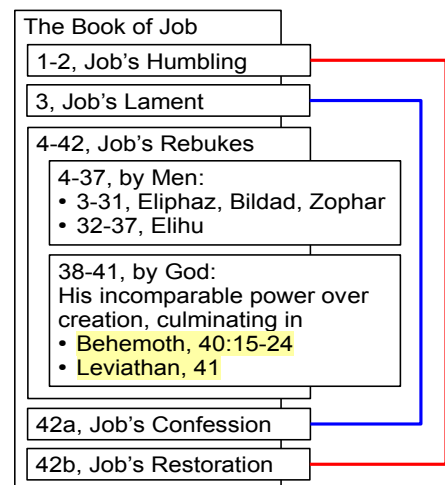 The Book of Job
1-2, Job’s Humbling
3, Job’s Lament
4-42, Job’s Rebukes
4-37, by Men:
• 3-31, Eliphaz, Bildad, Zophar
• 32-37, Elihu
38-41, by God:
His incomparable power over
creation, culminating in
• Behemoth, 40:15-24
• Leviathan, 41
42a, Job’s Confession
42b, Job’s Restoration